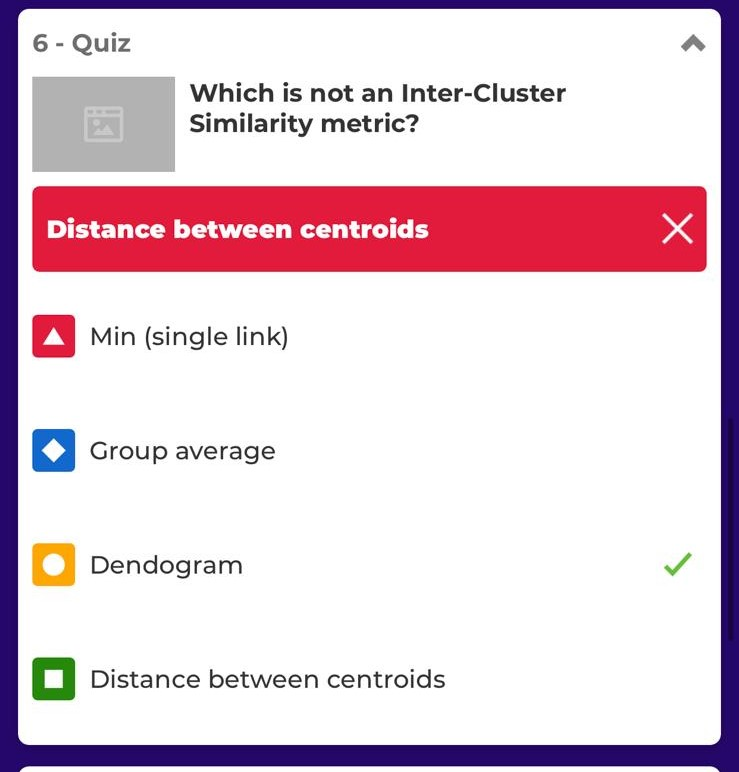 6 - Quiz
Which is not an Inter-Cluster
Similarity metric?
Distance between centroids
Min (single link)
Group average
Dendogram
Distance between centroids